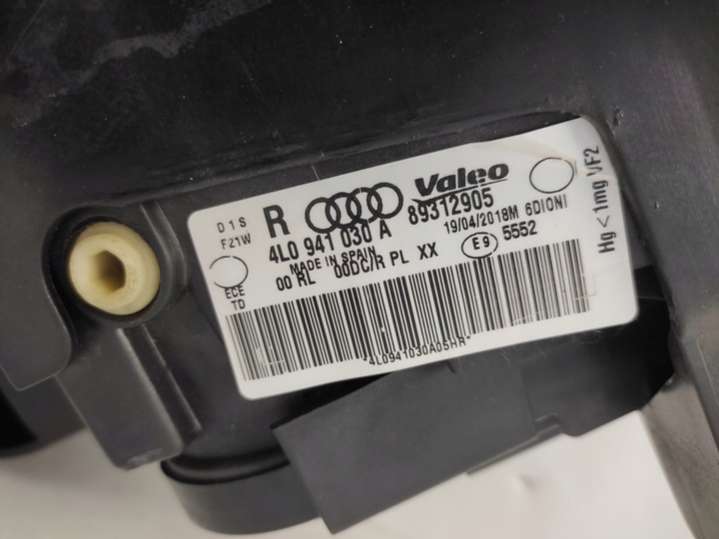 D1S
F21W
R
Valeo
4L0 941 030 A
89312905
MADE IN SPAIN
19/04/2018M 6DIONI
00 RL 00DC/R PL XX
E9
5552
ECE
TD
Hg < 1mg VF2
*4L0941030A05HR*